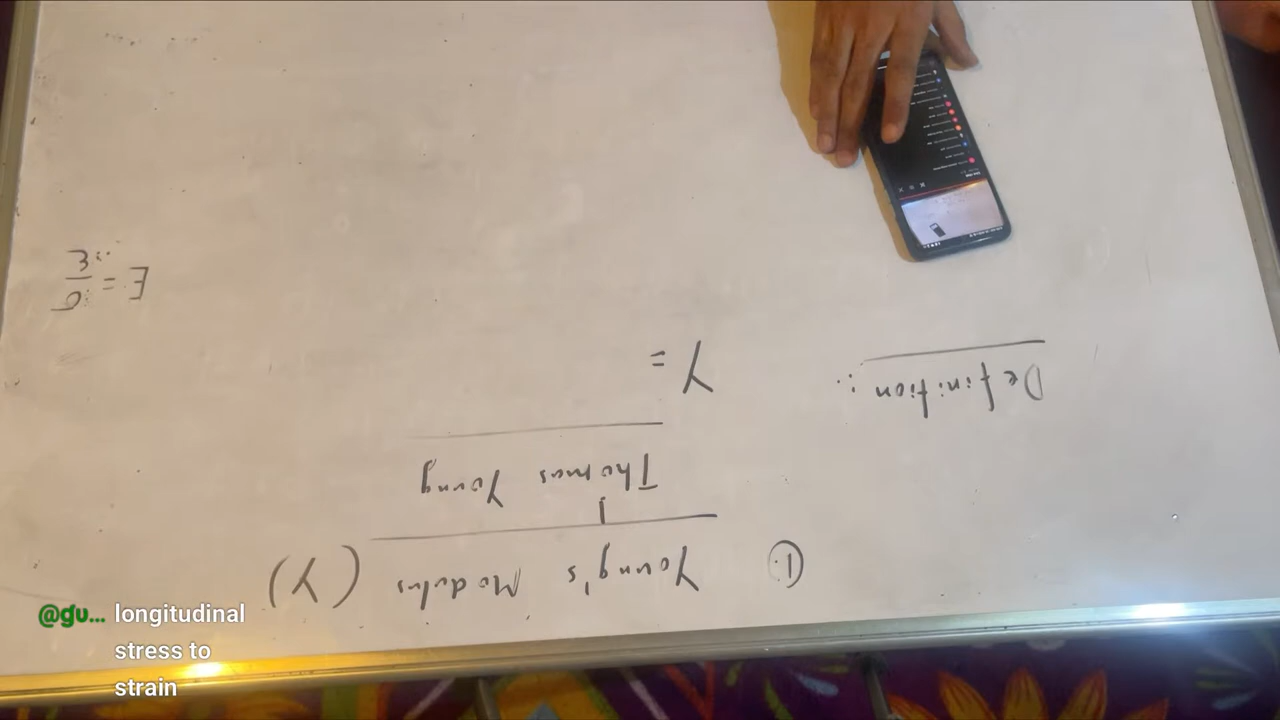 ① Young's Modulus (Y)
Thomas Young
Definition :
Y =
E = σ
ε
@gu... longitudinal
stress to
strain